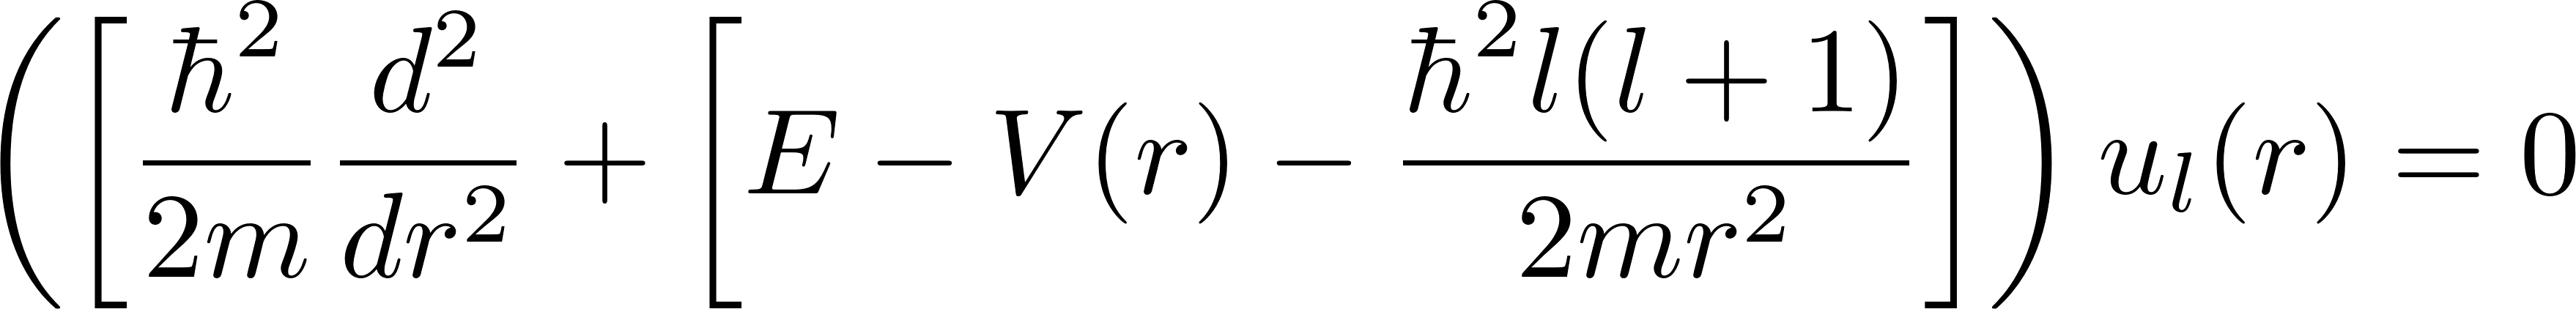 \left( \left[ \frac{\hbar^2}{2m} \frac{d^2}{dr^2} + \left[ E - V(r) - \frac{\hbar^2 l(l+1)}{2mr^2} \right] \right) u_l(r) = 0